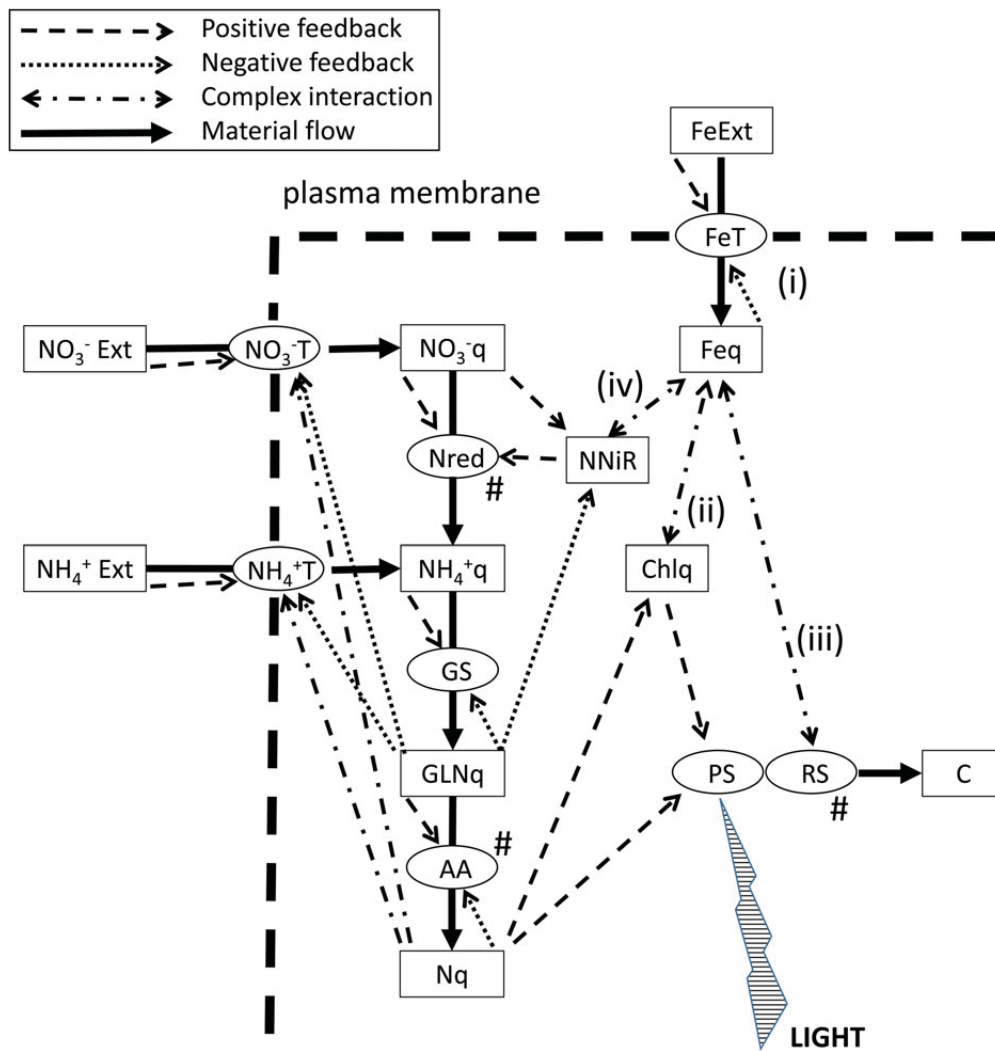 Positive feedback
Negative feedback
Complex interaction
Material flow
FeExt
plasma membrane
FeT
(i)
NO₃⁻ Ext
NO₃⁻T
NO₃⁻q
Feq
(iv)
Nred
NNiR
#
(ii)
NH₄⁺ Ext
NH₄⁺T
NH₄⁺q
Chlq
(iii)
GS
GLNq
PS
RS
C
#
#
AA
Nq
LIGHT